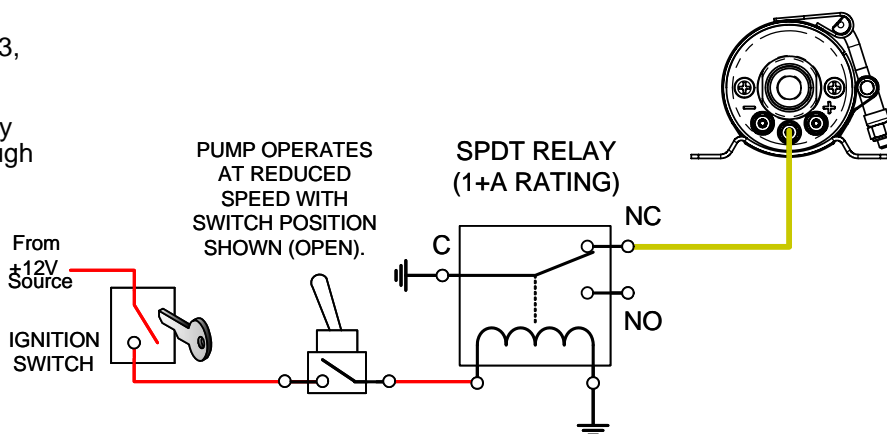 3,
y
ugh
PUMP OPERATES
AT REDUCED
SPEED WITH
SWITCH POSITION
SHOWN (OPEN).
SPDT RELAY
(1+A RATING)
From
+12V
Source
IGNITION
SWITCH
C
NC
NO
−
+